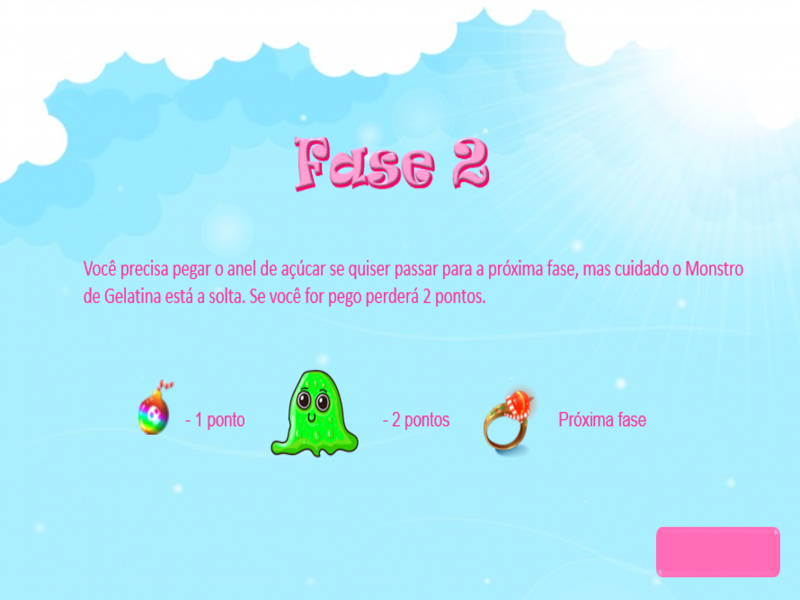 Fase 2
Você precisa pegar o anel de açúcar se quiser passar para a próxima fase, mas cuidado o Monstro
de Gelatina está a solta. Se você for pego perderá 2 pontos.
- 1 ponto - 2 pontos Próxima fase